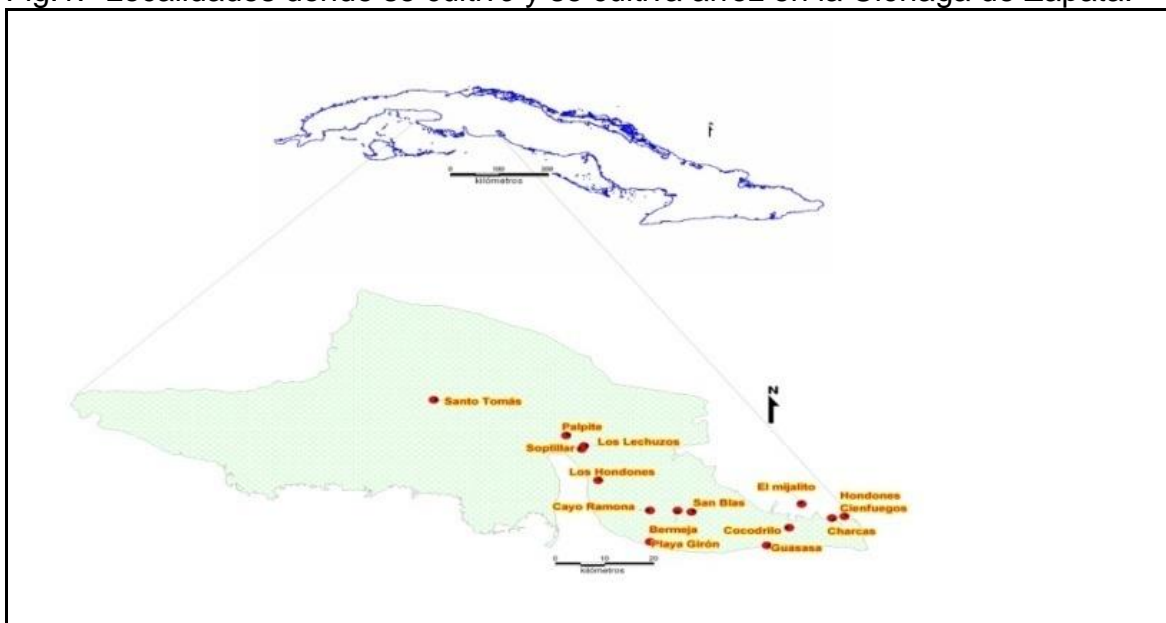 Fig.1.- Localidades donde se cultivó y se cultiva arroz en la Ciénaga de Zapata.
0 100 200
kilómetros
N
Santo Tomás
Palpite
Soplillar
Los Lechuzos
Los Hondones
El mijalito
Hondones
Cienfuegos
Cayo Ramona
San Blas
Bermeja
Cocodrilo
Charcas
Playa Girón
Guasasa
0 10 20
kilómetros